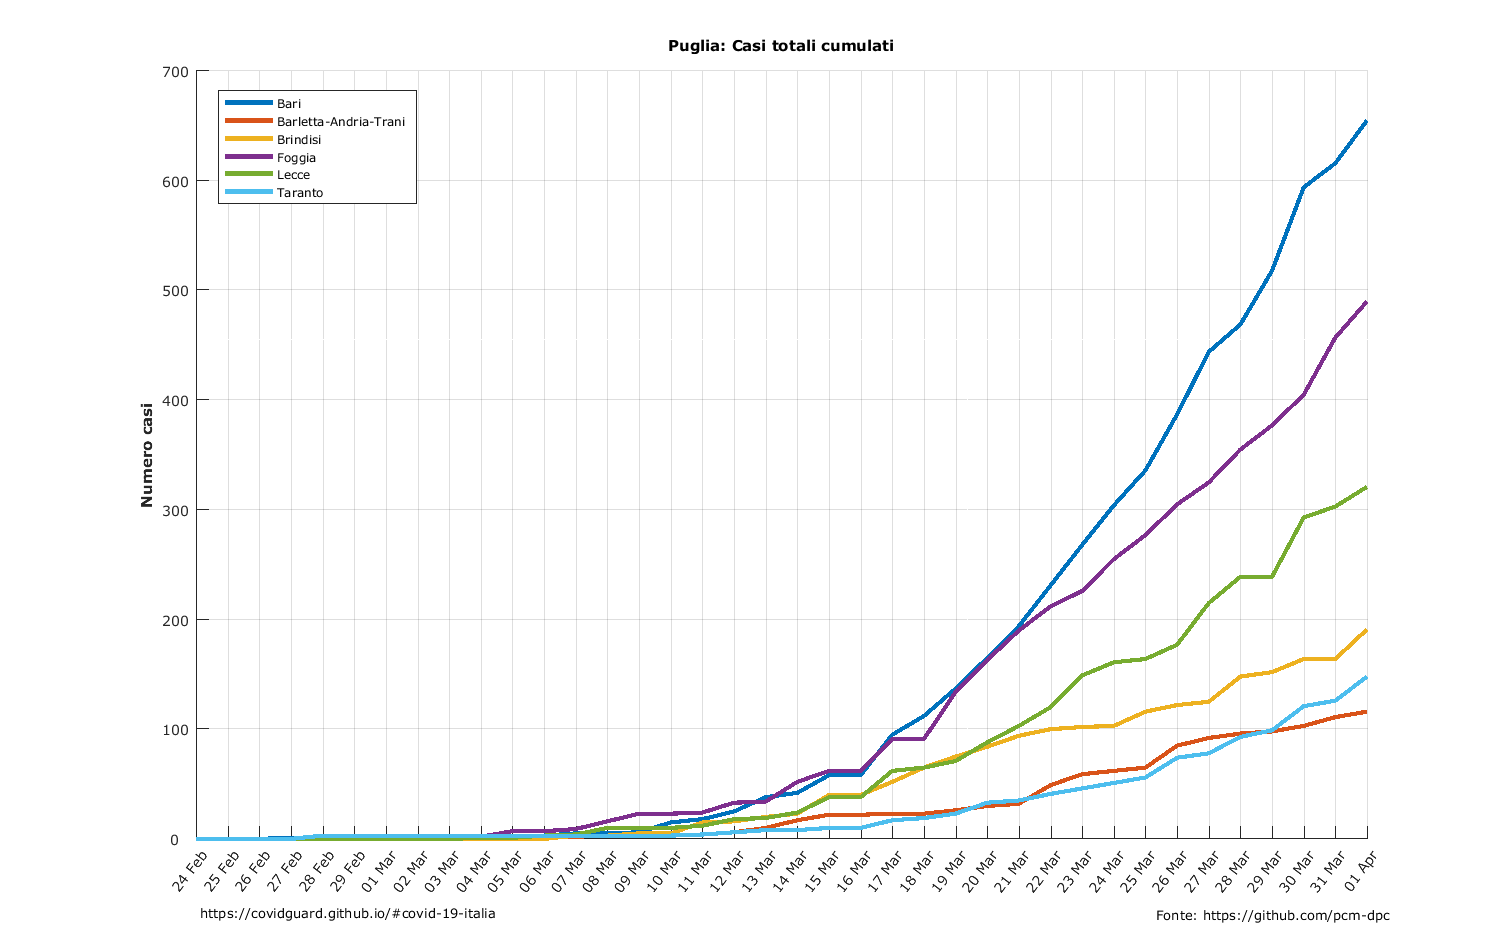 Puglia: Casi totali cumulati
700
600
500
400
300
200
100
0
Numero casi
Bari
Barletta-Andria-Trani
Brindisi
Foggia
Lecce
Taranto
24 Feb
25 Feb
26 Feb
27 Feb
28 Feb
29 Feb
01 Mar
02 Mar
03 Mar
04 Mar
05 Mar
06 Mar
07 Mar
08 Mar
09 Mar
10 Mar
11 Mar
12 Mar
13 Mar
14 Mar
15 Mar
16 Mar
17 Mar
18 Mar
19 Mar
20 Mar
21 Mar
22 Mar
23 Mar
24 Mar
25 Mar
26 Mar
27 Mar
28 Mar
29 Mar
30 Mar
31 Mar
01 Apr
https://covidguard.github.io/#covid-19-italia
Fonte: https://github.com/pcm-dpc